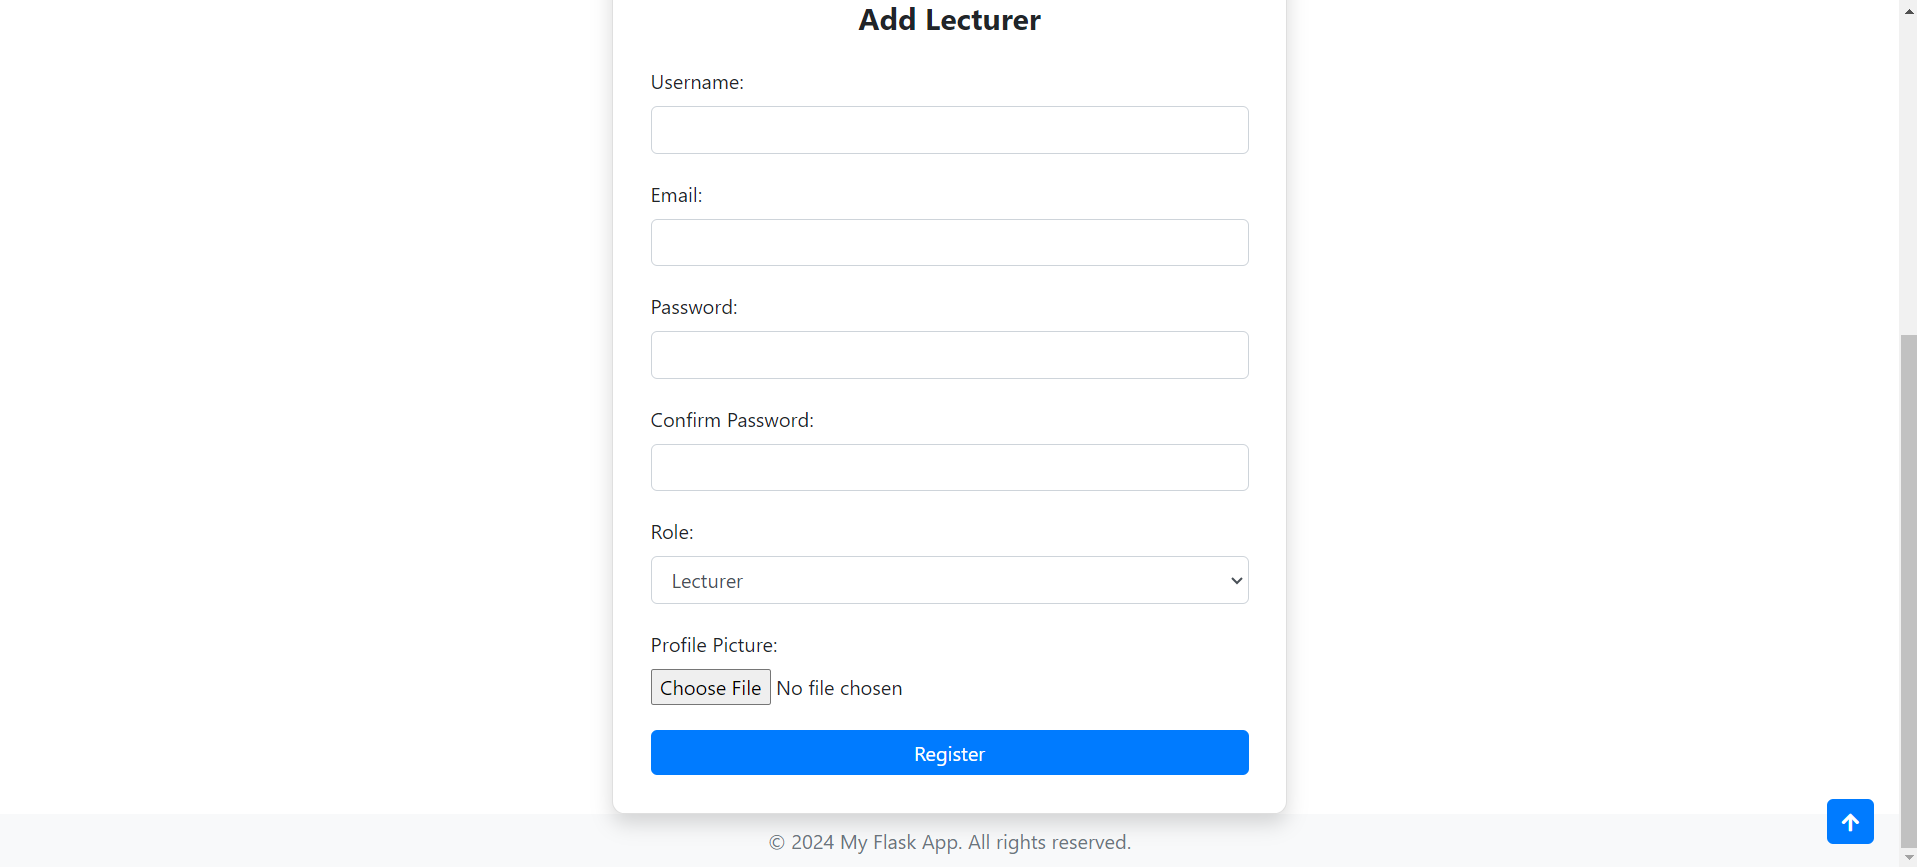 Add Lecturer
Username:
Email:
Password:
Confirm Password:
Role:
Lecturer
Profile Picture:
Choose File No file chosen
Register
© 2024 My Flask App. All rights reserved.